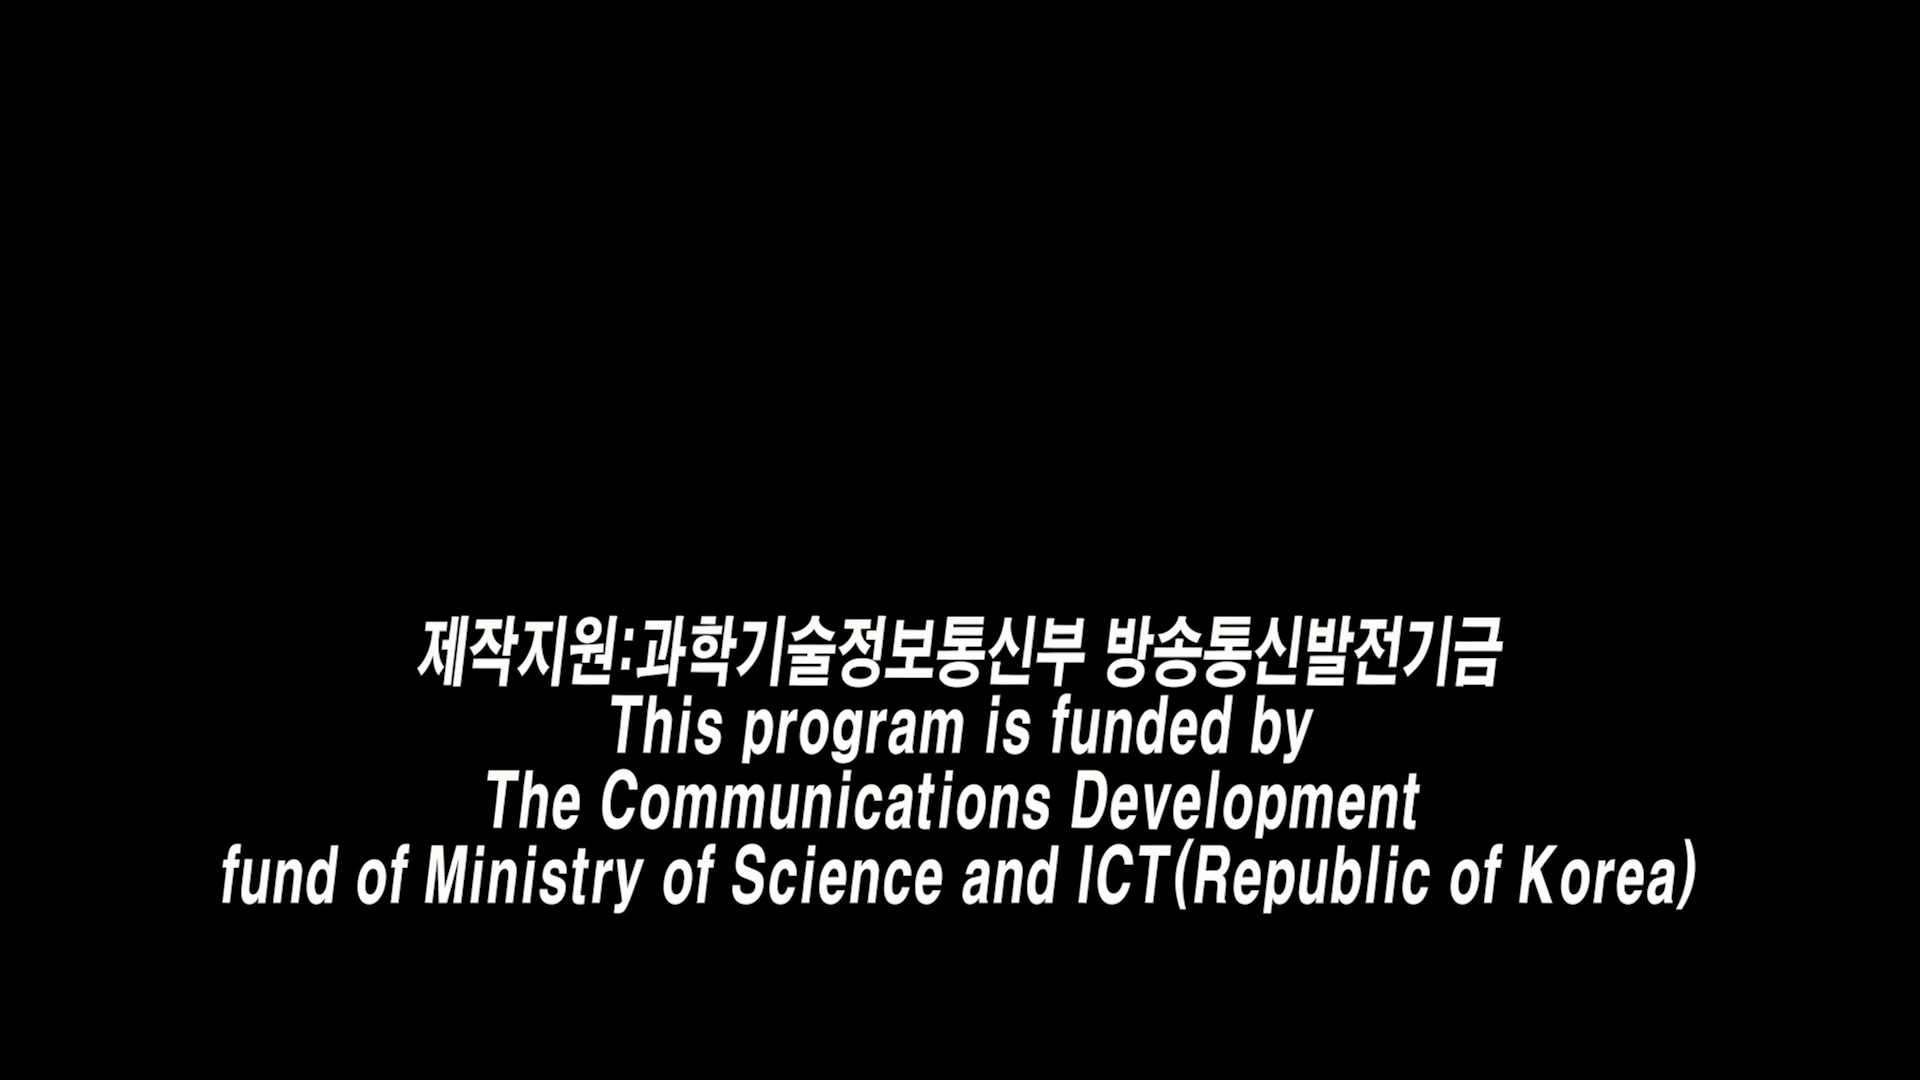 제작지원:과학기술정보통신부 방송통신발전기금
This program is funded by
The Communications Development
fund of Ministry of Science and ICT(Republic of Korea)